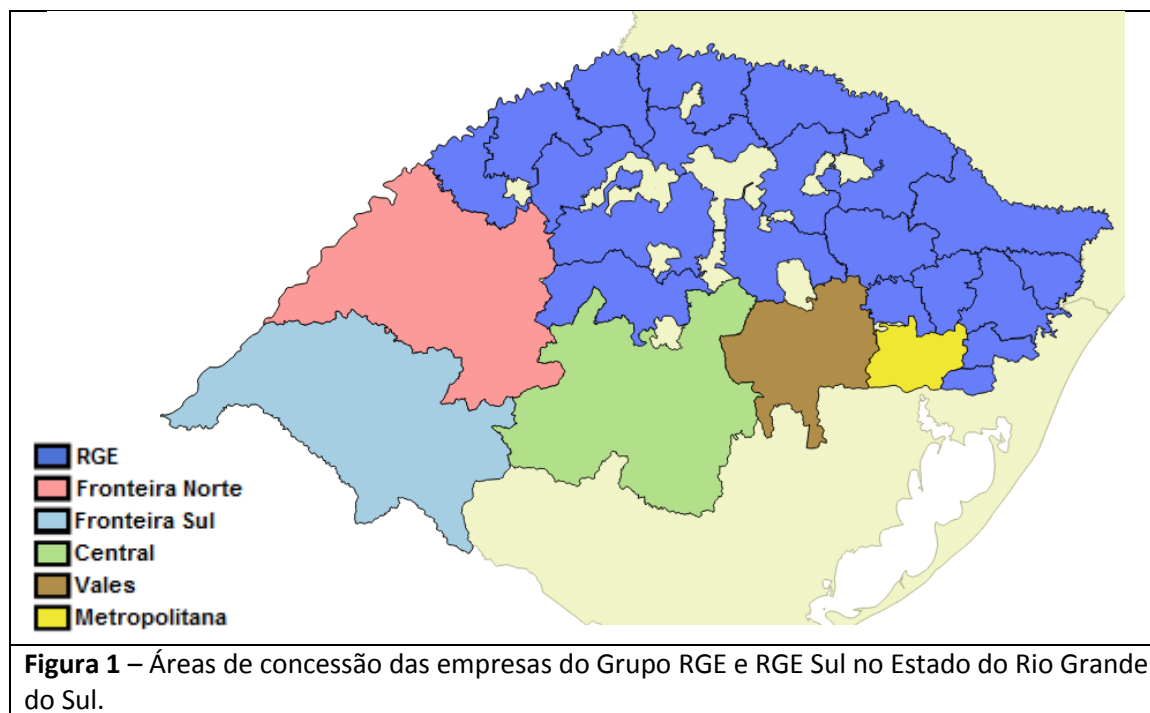 RGE
Fronteira Norte
Fronteira Sul
Central
Vales
Metropolitana
Figura 1 – Áreas de concessão das empresas do Grupo RGE e RGE Sul no Estado do Rio Grande
do Sul.